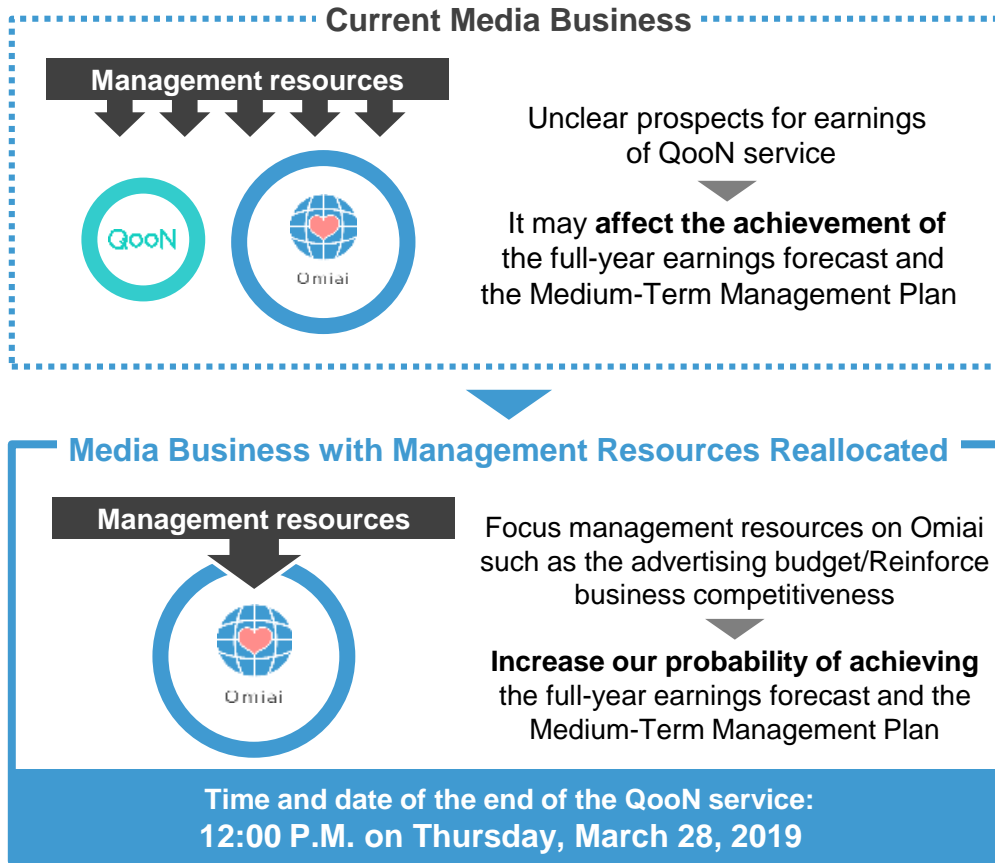 Current Media Business
Management resources
QooN
Omiai
Unclear prospects for earnings
of QooN service
It may affect the achievement of
the full-year earnings forecast and
the Medium-Term Management Plan
Media Business with Management Resources Reallocated
Management resources
Omiai
Focus management resources on Omiai
such as the advertising budget/Reinforce
business competitiveness
Increase our probability of achieving
the full-year earnings forecast and the
Medium-Term Management Plan
Time and date of the end of the QooN service:
12:00 P.M. on Thursday, March 28, 2019